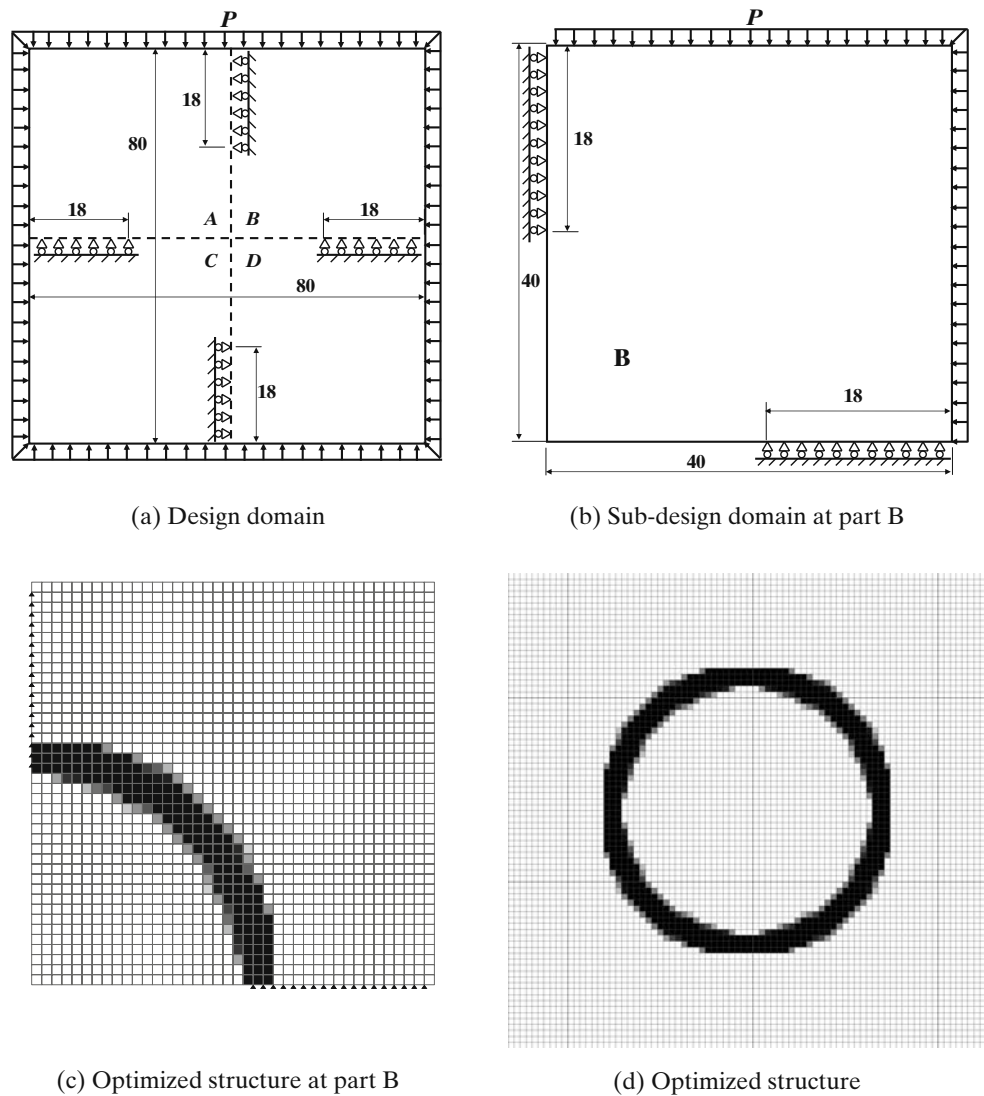 P
18
80
18
A B
18
C D
80
18
(a) Design domain
P
18
40
B
18
40
(b) Sub-design domain at part B
(c) Optimized structure at part B
(d) Optimized structure